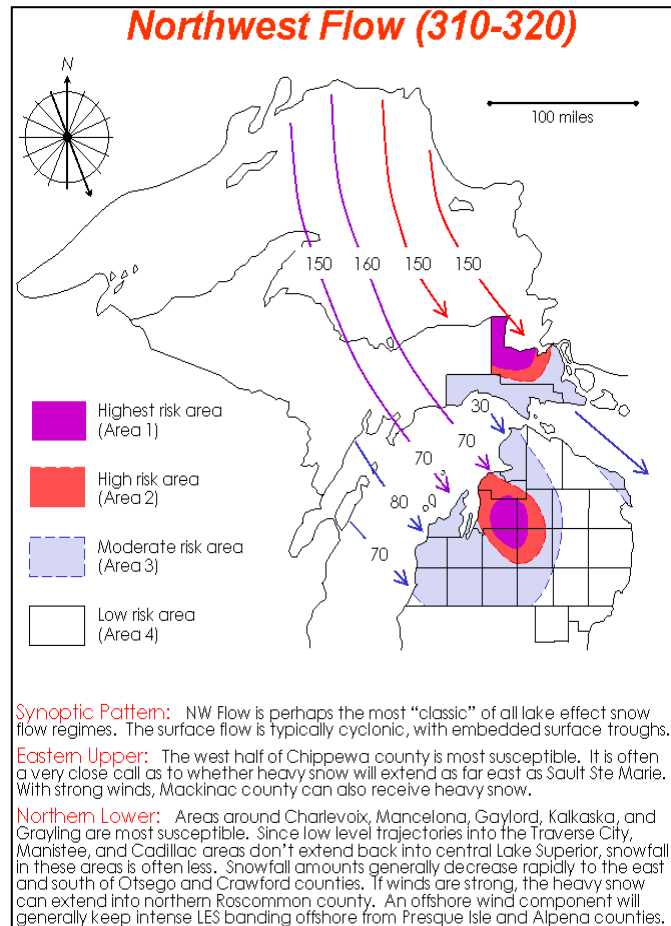 Northwest Flow (310-320)
N
100 miles
150 160 150 150
30
70 70
80
70
Highest risk area
(Area 1)
High risk area
(Area 2)
Moderate risk area
(Area 3)
Low risk area
(Area 4)
Synoptic Pattern: NW Flow is perhaps the most “classic” of all lake effect snow
flow regimes. The surface flow is typically cyclonic, with embedded surface troughs.
Eastern Upper: The west half of Chippewa county is most susceptible. It is often
a very close call as to whether heavy snow will extend as far east as Sault Ste Marie.
With strong winds, Mackinac county can also receive heavy snow.
Northern Lower: Areas around Charlevoix, Mancelona, Gaylord, Kalkaska, and
Grayling are most susceptible. Since low level trajectories into the Traverse City,
Manistee, and Cadillac areas don’t extend back into central Lake Superior, snowfall
in these areas is often less. Snowfall amounts generally decrease rapidly to the east
and south of Otsego and Crawford counties. If winds are strong, the heavy snow
can extend into northern Roscommon county. An offshore wind component will
generally keep intense LES banding offshore from Presque Isle and Alpena counties.